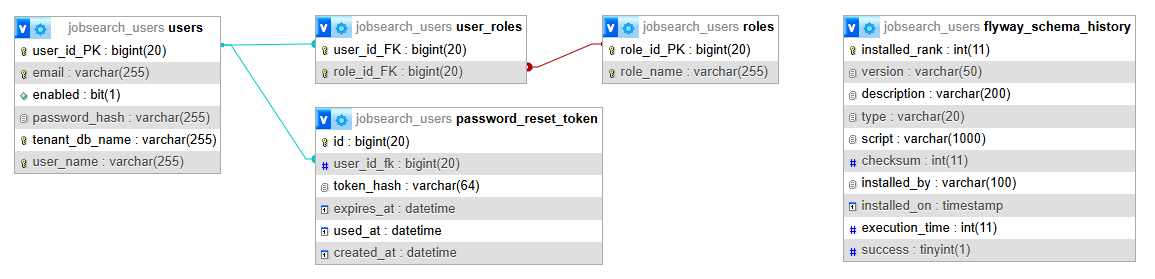 jobsearch_users users
user_id_PK : bigint(20)
email : varchar(255)
enabled : bit(1)
password_hash : varchar(255)
tenant_db_name : varchar(255)
user_name : varchar(255)
jobsearch_users user_roles
user_id_FK : bigint(20)
role_id_FK : bigint(20)
jobsearch_users password_reset_token
id : bigint(20)
user_id_fk : bigint(20)
token_hash : varchar(64)
expires_at : datetime
used_at : datetime
created_at : datetime
jobsearch_users roles
role_id_PK : bigint(20)
role_name : varchar(255)
jobsearch_users flyway_schema_history
installed_rank : int(11)
version : varchar(50)
description : varchar(200)
type : varchar(20)
script : varchar(1000)
checksum : int(11)
installed_by : varchar(100)
installed_on : timestamp
execution_time : int(11)
success : tinyint(1)